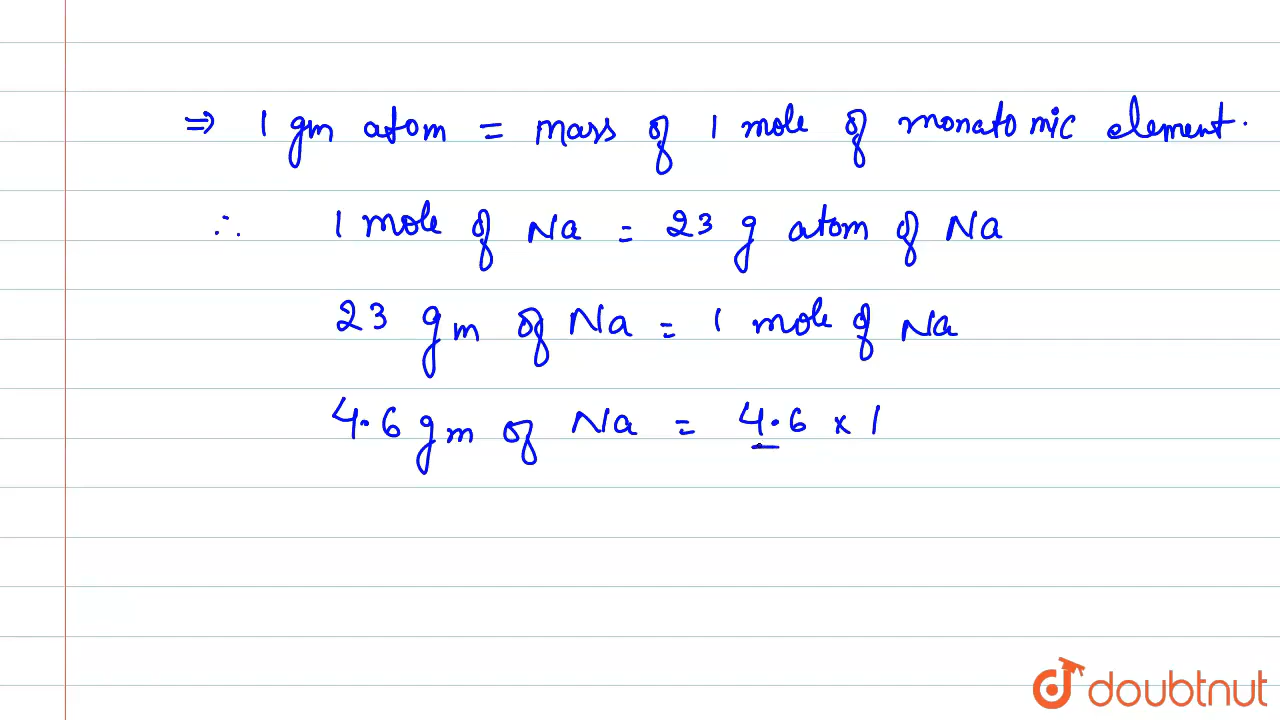 ⇒ 1 gm atom = mass of 1 mole of monatomic element.
∴ 1 mole of Na = 23 g atom of Na
23 gm of Na = 1 mole of Na
4.6 gm of Na = 4.6 x 1
doubtnut